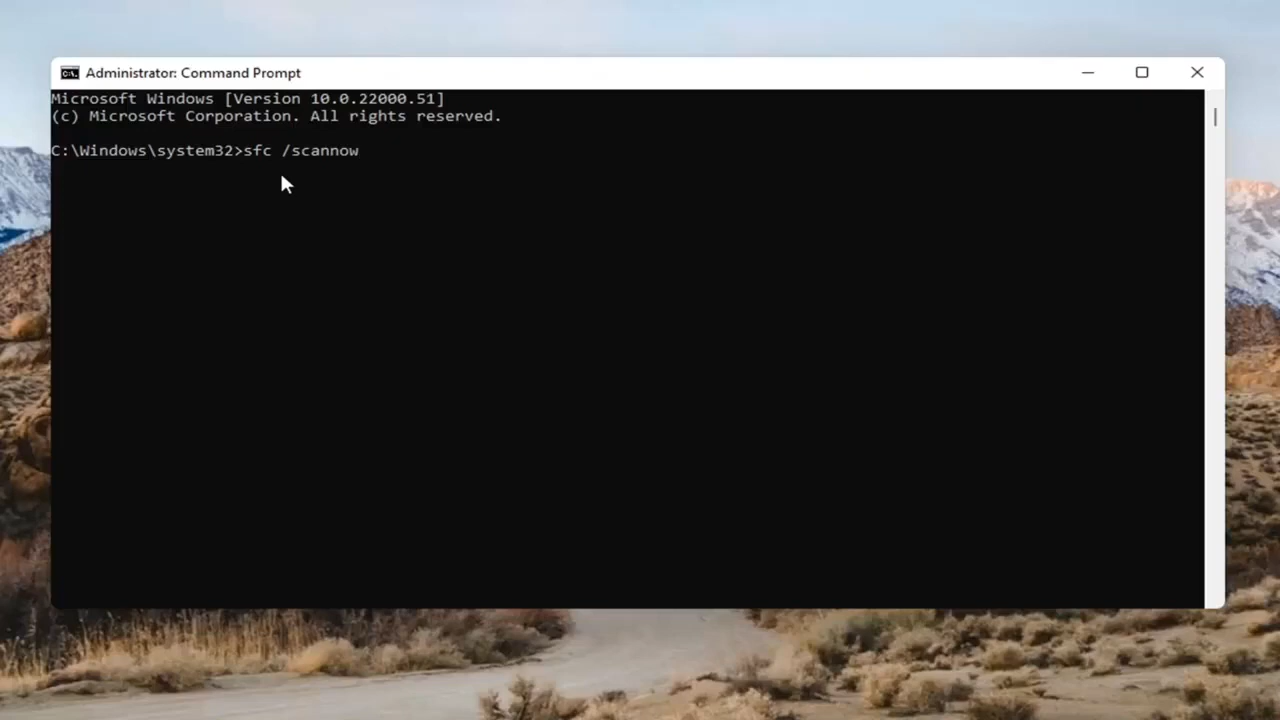 Administrator: Command Prompt
Microsoft Windows [Version 10.0.22000.51]
(c) Microsoft Corporation. All rights reserved.
C:\Windows\system32>sfc /scannow